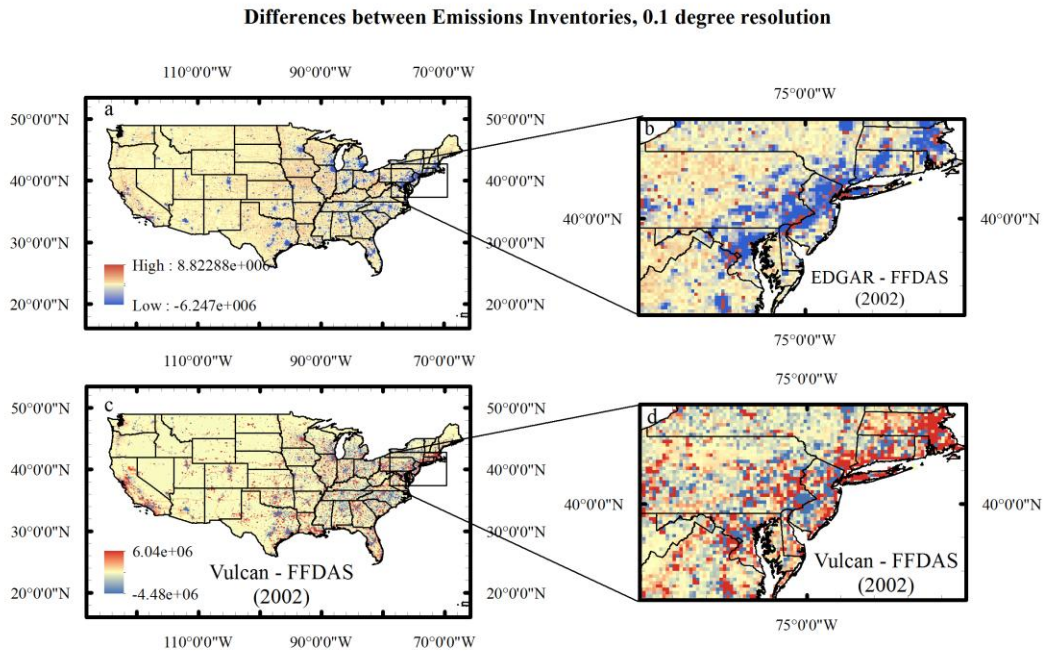 Differences between Emissions Inventories, 0.1 degree resolution
110°0'0"W 90°0'0"W 70°0'0"W
75°0'0"W
a
b
50°0'0"N 50°0'0"N
40°0'0"N 40°0'0"N
40°0'0"N 40°0'0"N
30°0'0"N 30°0'0"N
High : 8.82288e+006
EDGAR - FFDAS
(2002)
20°0'0"N 20°0'0"N
Low : -6.247e+006
75°0'0"W
110°0'0"W 90°0'0"W 70°0'0"W
75°0'0"W
c
d
50°0'0"N 50°0'0"N
40°0'0"N 40°0'0"N
40°0'0"N 40°0'0"N
30°0'0"N 30°0'0"N
6.04e+06
Vulcan - FFDAS
(2002)
Vulcan - FFDAS
(2002)
-4.48e+06
20°0'0"N 20°0'0"N
75°0'0"W
110°0'0"W 90°0'0"W 70°0'0"W